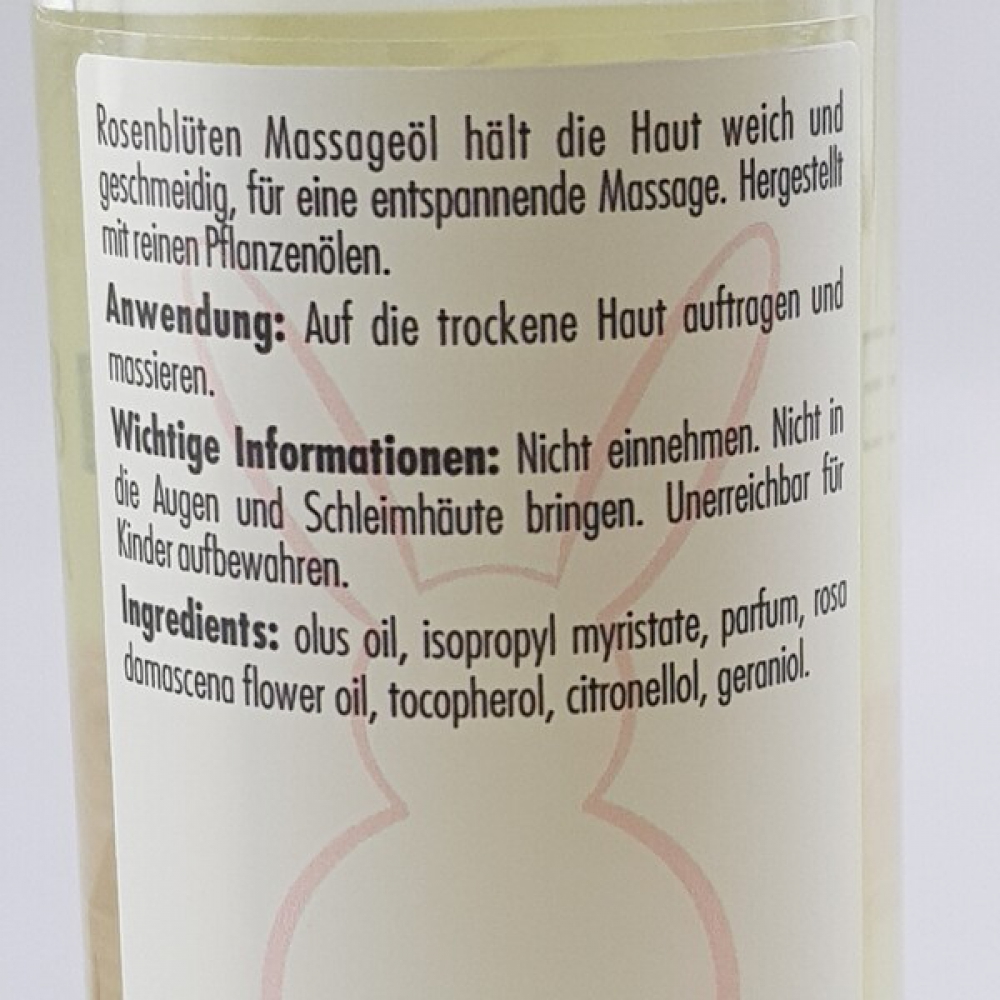 Rosenblüten Massageöl hält die Haut weich und
geschmeidig, für eine entspannende Massage. Hergestellt
mit reinen Pflanzenölen.
Anwendung: Auf die trockene Haut auftragen und
massieren.
Wichtige Informationen: Nicht einnehmen. Nicht in
die Augen und Schleimhäute bringen. Unerreichbar für
Kinder aufbewahren.
Ingredients: olus oil, isopropyl myristate, parfum, rosa
damascena flower oil, tocopherol, citronellol, geraniol.